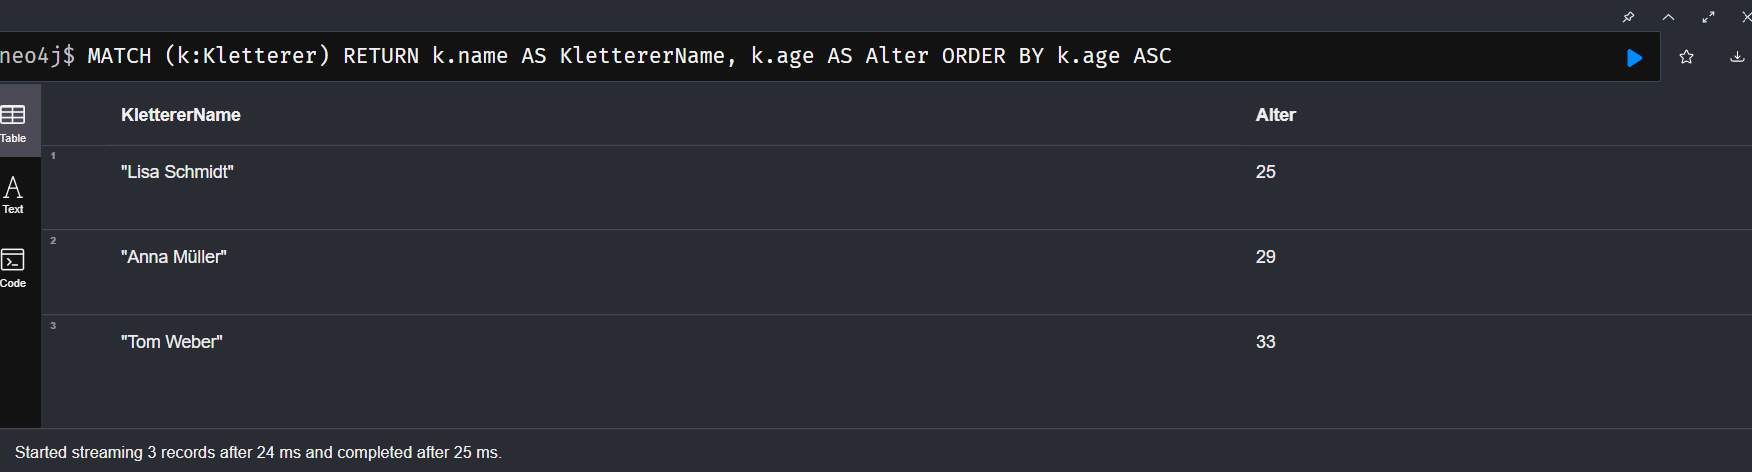 neo4j$ MATCH (k:Kletterer) RETURN k.name AS KlettererName, k.age AS Alter ORDER BY k.age ASC
Table
KlettererName Alter
1
"Lisa Schmidt" 25
Text
2
"Anna Müller" 29
Code
3
"Tom Weber" 33
Started streaming 3 records after 24 ms and completed after 25 ms.